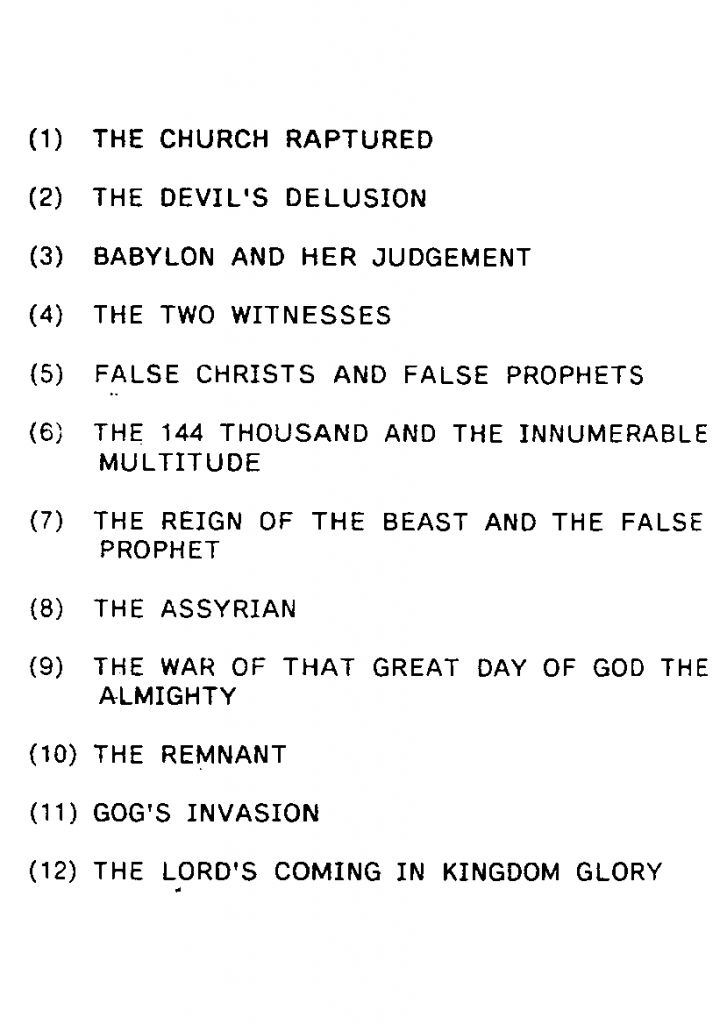 (1) THE CHURCH RAPTURED
(2) THE DEVIL'S DELUSION
(3) BABYLON AND HER JUDGEMENT
(4) THE TWO WITNESSES
(5) FALSE CHRISTS AND FALSE PROPHETS
(6) THE 144 THOUSAND AND THE INNUMERABLE
MULTITUDE
(7) THE REIGN OF THE BEAST AND THE FALSE
PROPHET
(8) THE ASSYRIAN
(9) THE WAR OF THAT GREAT DAY OF GOD THE
ALMIGHTY
(10) THE REMNANT
(11) GOG'S INVASION
(12) THE LORD'S COMING IN KINGDOM GLORY